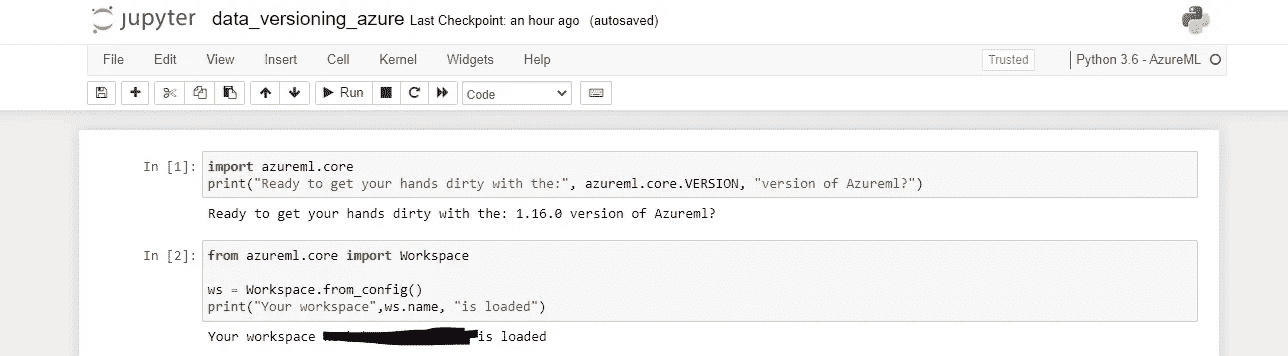 jupyter data_versioning_azure Last Checkpoint: an hour ago (autosaved)
File Edit View Insert Cell Kernel Widgets Help Trusted Python 3.6 - AzureML
Run Code
In [1]: import azureml.core
print("Ready to get your hands dirty with the:", azureml.core.VERSION, "version of Azureml?")
Ready to get your hands dirty with the: 1.16.0 version of Azureml?
In [2]: from azureml.core import Workspace
ws = Workspace.from_config()
print("Your workspace",ws.name, "is loaded")
Your workspace is loaded